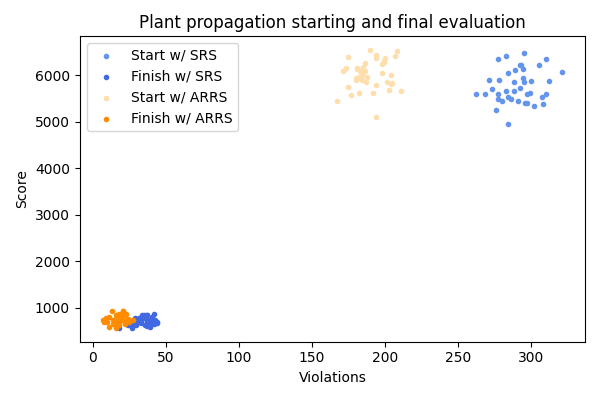 Plant propagation starting and final evaluation
Start w/ SRS
Finish w/ SRS
Start w/ ARRS
Finish w/ ARRS
Score
6000
5000
4000
3000
2000
1000
0 50 100 150 200 250 300
Violations